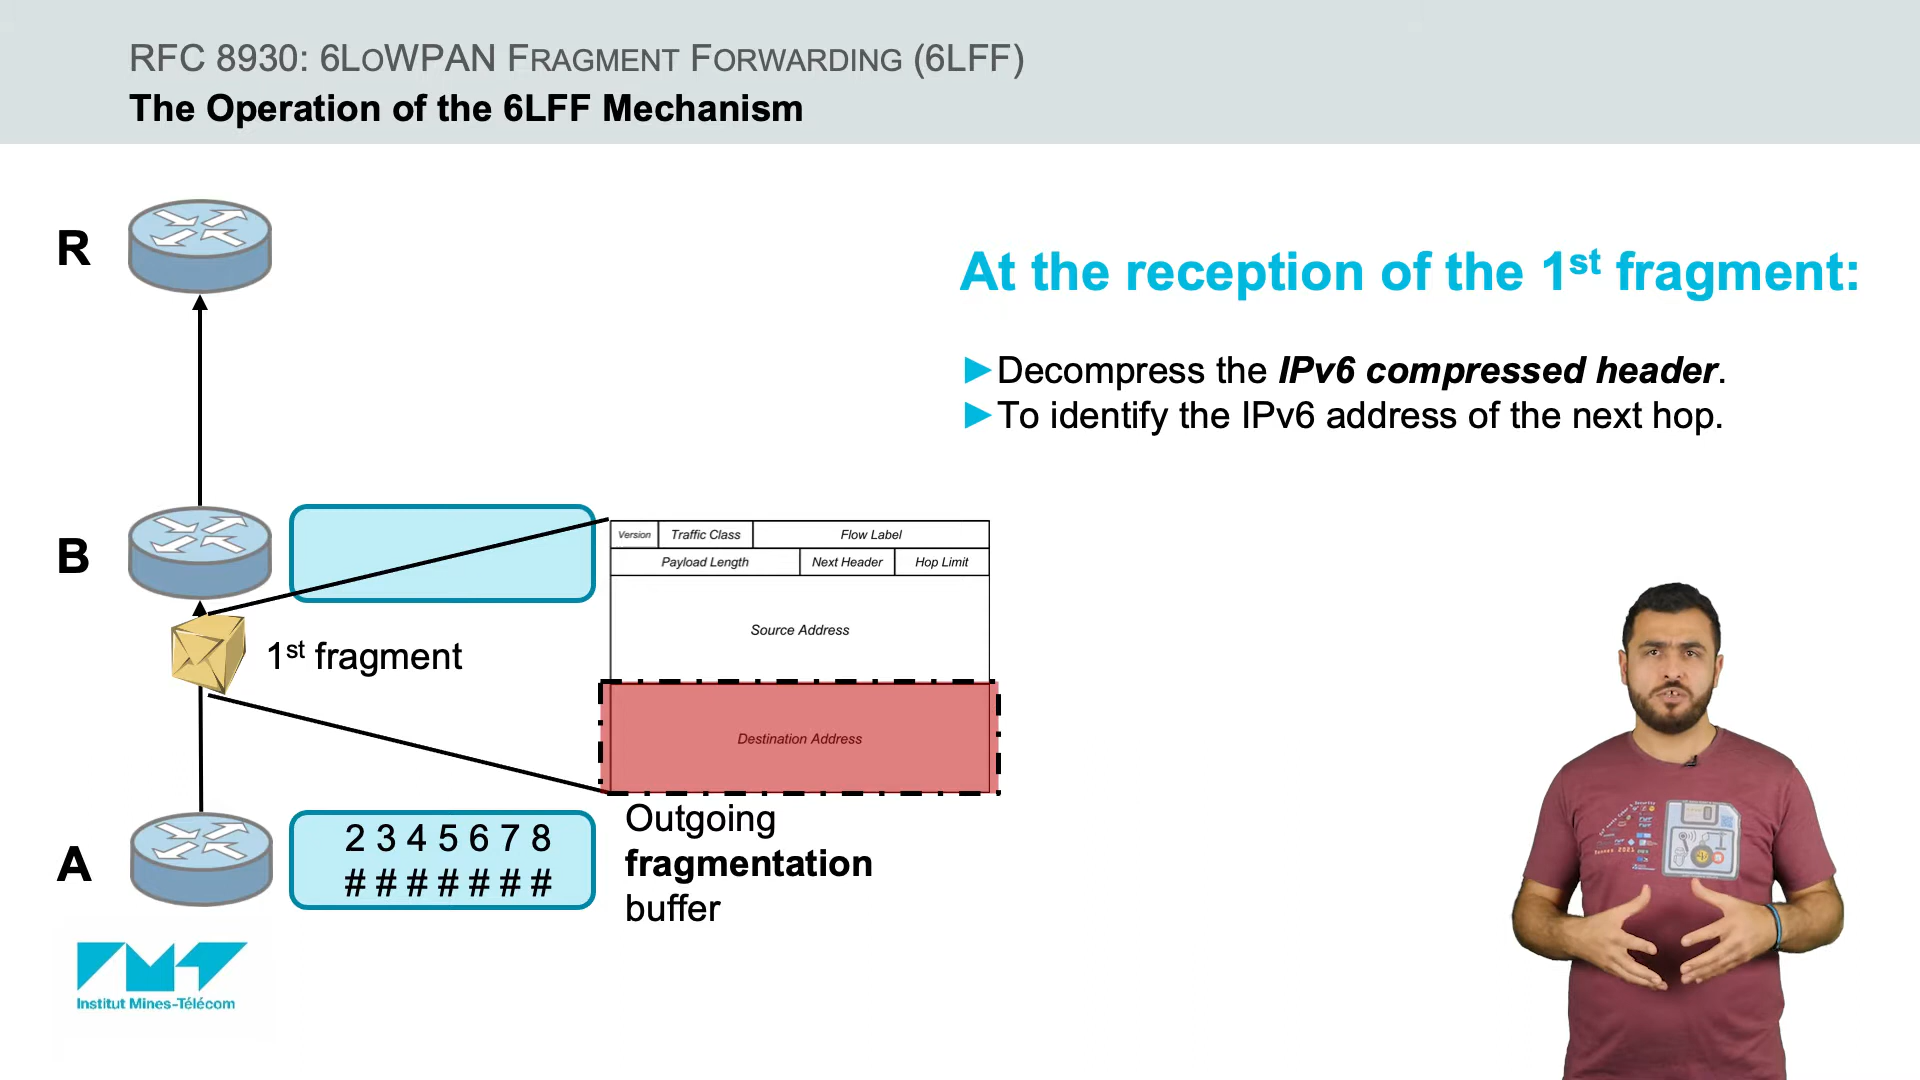 RFC 8930: 6LoWPAN Fragment Forwarding (6LFF)
The Operation of the 6LFF Mechanism
R
At the reception of the 1st fragment:
►Decompress the IPv6 compressed header.
►To identify the IPv6 address of the next hop.
B
Version Traffic Class Flow Label
Payload Length Next Header Hop Limit
Source Address
1st fragment
Destination Address
A
2 3 4 5 6 7 8
# # # # # # #
Outgoing
fragmentation
buffer
Institut Mines-Télécom